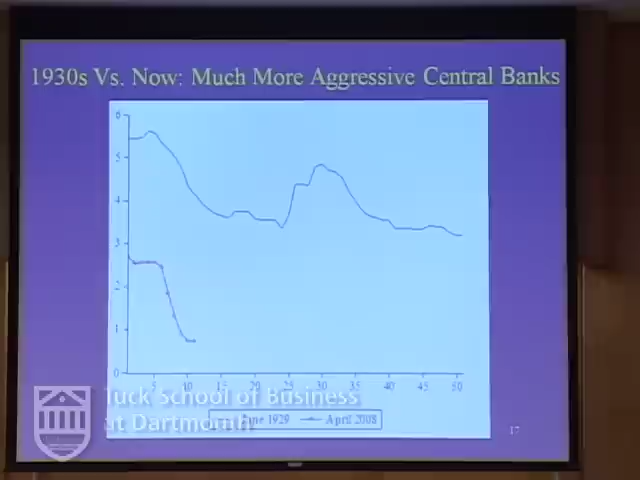 1930s Vs. Now: Much More Aggressive Central Banks
6
5
4
3
2
1
0
5 10 15 20 25 30 35 40 45 50
June 1929 April 2008
Tuck School of Business
at Dartmouth
17